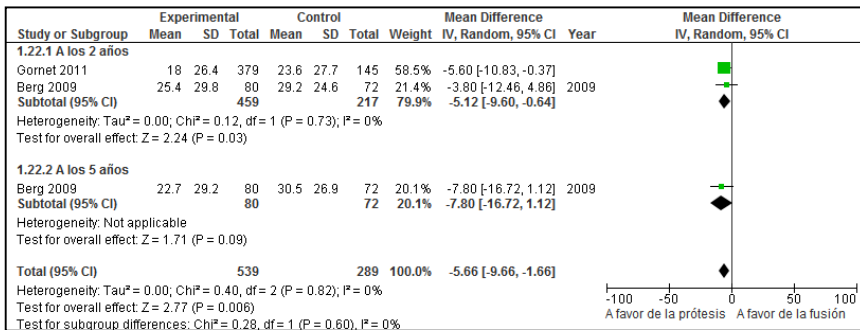 Experimental Control Mean Difference Mean Difference
Study or Subgroup Mean SD Total Mean SD Total Weight IV, Random, 95% CI Year IV, Random, 95% CI
1.22.1 A los 2 años
Gornet 2011 18 26.4 379 23.6 27.7 145 58.5% -5.60 [-10.83, -0.37]
Berg 2009 25.4 29.8 80 29.2 24.6 72 21.4% -3.80 [-12.46, 4.86] 2009
Subtotal (95% CI) 459 217 79.9% -5.12 [-9.60, -0.64]
Heterogeneity: Tau² = 0.00; Chi² = 0.12, df = 1 (P = 0.73); I² = 0%
Test for overall effect: Z = 2.24 (P = 0.03)
1.22.2 A los 5 años
Berg 2009 22.7 29.2 80 30.5 26.9 72 20.1% -7.80 [-16.72, 1.12] 2009
Subtotal (95% CI) 80 72 20.1% -7.80 [-16.72, 1.12]
Heterogeneity: Not applicable
Test for overall effect: Z = 1.71 (P = 0.09)
Total (95% CI) 539 289 100.0% -5.66 [-9.66, -1.66]
Heterogeneity: Tau² = 0.00; Chi² = 0.40, df = 2 (P = 0.82); I² = 0%
Test for overall effect: Z = 2.77 (P = 0.006)
Test for subgroup differences: Chi² = 0.28, df = 1 (P = 0.60), I² = 0%
-100 -50 0 50 100
A favor de la prótesis A favor de la fusión